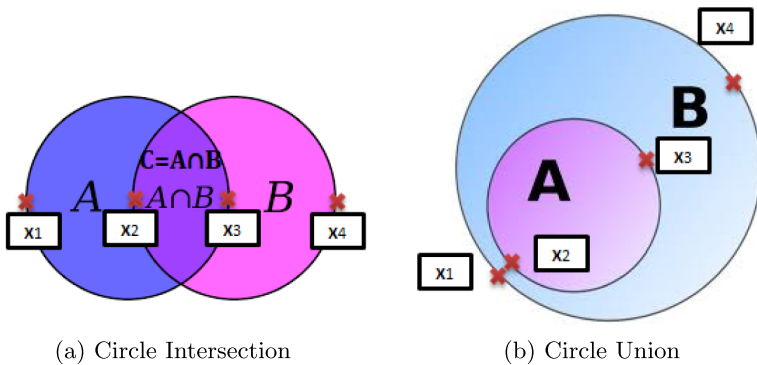 C=A∩B
A A∩B B
x1 x2 x3 x4
(a) Circle Intersection
x4
B
x3
A
x2
x1
(b) Circle Union